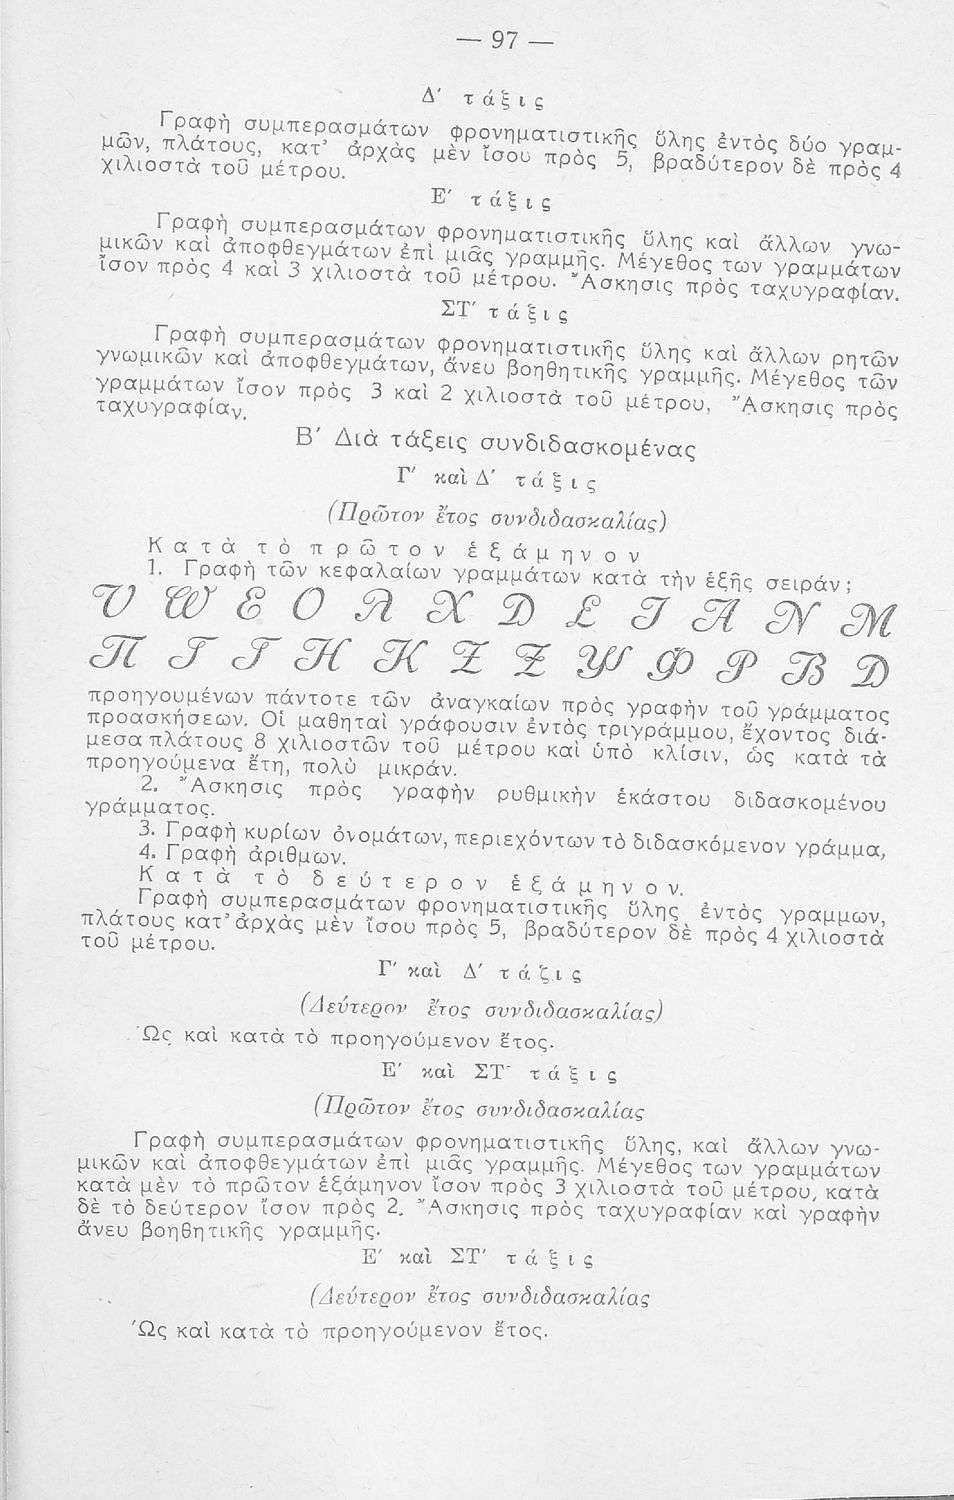 — 97 —
Δ′ τάξις
Γραφὴ συμπερασμάτων φρονηματιστικῆς ὕλης ἐντὸς δύο γραμ-
μῶν, πλάτους, κατ' ἀρχὰς μὲν ἴσου πρὸς 5, βραδύτερον δὲ πρὸς 4
χιλιοστὰ τοῦ μέτρου.
Ε′ τάξις
Γραφὴ συμπερασμάτων φρονηματιστικῆς ὕλης καὶ ἄλλων γνω-
μικῶν καὶ ἀποφθεγμάτων ἐπὶ μιᾶς γραμμῆς. Μέγεθος των γραμμάτων
ἴσον πρὸς 4 καὶ 3 χιλιοστὰ τοῦ μέτρου. Ἄσκησις πρὸς ταχυγραφίαν.
ΣΤ′ τάξις
Γραφὴ συμπερασμάτων φρονηματιστικῆς ὕλης καὶ ἄλλων ρητῶν
γνωμικῶν καὶ ἀποφθεγμάτων, ἄνευ βοηθητικῆς γραμμῆς. Μέγεθος τῶν
γραμμάτων ἴσον πρὸς 3 καὶ 2 χιλιοστὰ τοῦ μέτρου, Ἄσκησις πρὸς
ταχυγραφίαν.
Β′ Διὰ τάξεις συνδιδασκομένας
Γ′ καὶ Δ′ τάξις
(Πρῶτον ἔτος συνδιδασκαλίας)
Κατὰ τὸ πρῶτον ἑξάμηνον
1. Γραφὴ τῶν κεφαλαίων γραμμάτων κατὰ τὴν ἑξῆς σειράν;
προηγουμένων πάντοτε τῶν ἀναγκαίων πρὸς γραφὴν τοῦ γράμματος
προασκήσεων. Οἱ μαθηταὶ γράφουσιν ἐντὸς τριγράμμου, ἔχοντος διά-
μεσα πλάτους 8 χιλιοστῶν τοῦ μέτρου καὶ ὑπὸ κλίσιν, ὡς κατὰ τὰ
προηγούμενα ἔτη, πολὺ μικράν.
2. Ἄσκησις πρὸς γραφὴν ρυθμικὴν ἑκάστου διδασκομένου
γράμματος.
3. Γραφὴ κυρίων ὀνομάτων, περιεχόντων τὸ διδασκόμενον γράμμα,
4. Γραφὴ ἀριθμων.
Κατὰ τὸ δεύτερον ἑξάμηνον.
Γραφὴ συμπερασμάτων φρονηματιστικῆς ὕλης ἐντὸς γραμμων,
πλάτους κατ' ἀρχὰς μὲν ἴσου πρὸς 5, βραδύτερον δὲ πρὸς 4 χιλιοστὰ
τοῦ μέτρου.
Γ′ καὶ Δ′ τάξις
(Δεύτερον ἔτος συνδιδασκαλίας)
Ὡς καὶ κατὰ τὸ προηγούμενον ἔτος.
Ε′ καὶ ΣΤ′ τάξις
(Πρῶτον ἔτος συνδιδασκαλίας
Γραφὴ συμπερασμάτων φρονηματιστικῆς ὕλης, καὶ ἄλλων γνω-
μικῶν καὶ ἀποφθεγμάτων ἐπὶ μιᾶς γραμμῆς. Μέγεθος των γραμμάτων
κατὰ μὲν τὸ πρῶτον ἑξάμηνον ἴσον πρὸς 3 χιλιοστὰ τοῦ μέτρου, κατὰ
δὲ τὸ δεύτερον ἴσον πρὸς 2. Ἄσκησις πρὸς ταχυγραφίαν καὶ γραφὴν
ἄνευ βοηθητικῆς γραμμῆς.
Ε′ καὶ ΣΤ′ τάξις
(Δεύτερον ἔτος συνδιδασκαλίας
Ὡς καὶ κατὰ τὸ προηγούμενον ἔτος.